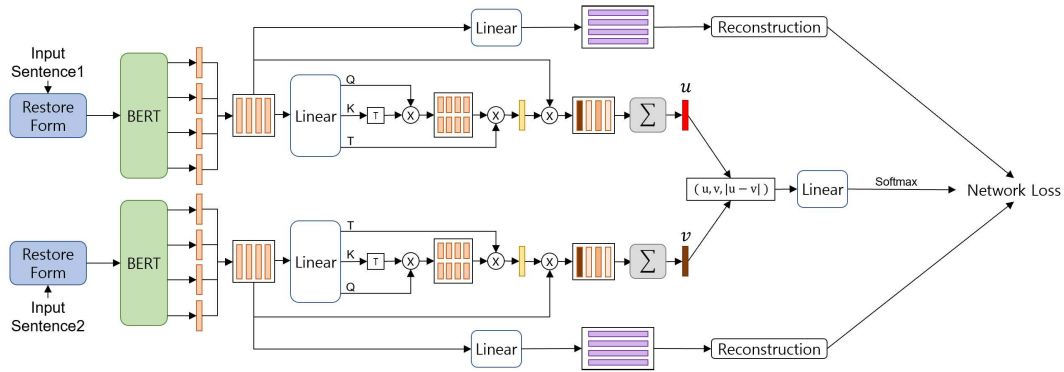 Input
Sentence1
Restore
Form
BERT
Linear
Reconstruction
Linear
Q
K
T
T
X
X
X
∑
u
( u, v, |u − v| )
Linear
Softmax
Network Loss
Restore
Form
Input
Sentence2
BERT
Linear
T
K
T
Q
X
X
X
∑
v
Linear
Reconstruction